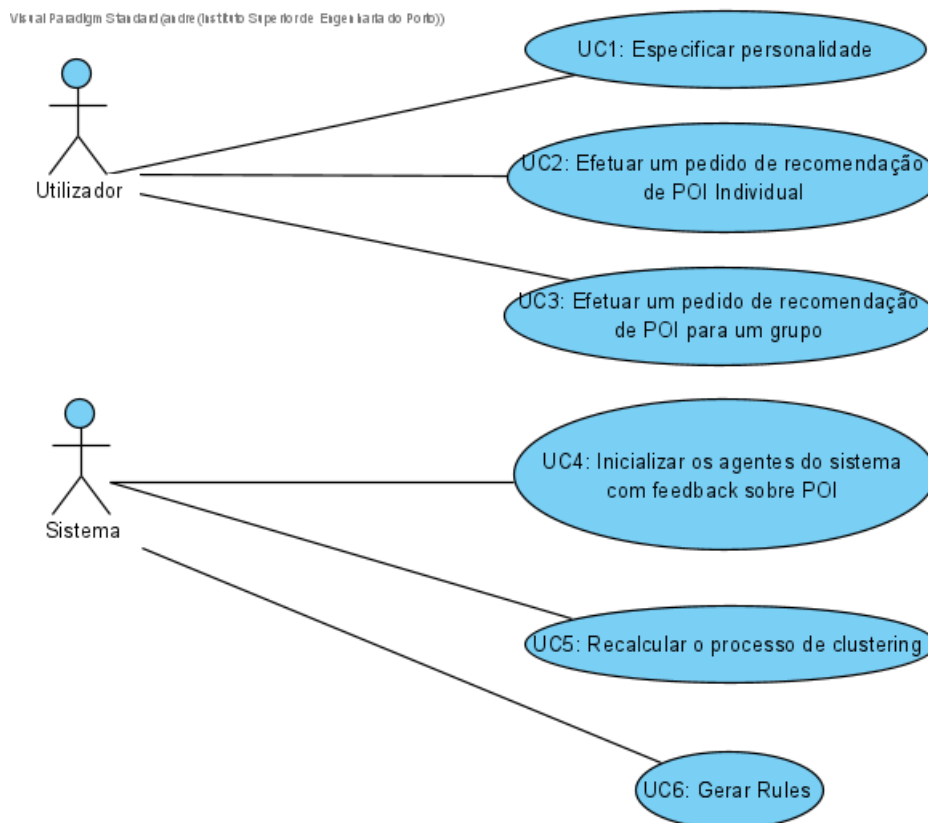 Visual Paradigm Standard(andre(Instituto Superior de Engenharia do Porto))
UC1: Especificar personalidade
Utilizador
UC2: Efetuar um pedido de recomendação
de POI Individual
UC3: Efetuar um pedido de recomendação
de POI para um grupo
UC4: Inicializar os agentes do sistema
com feedback sobre POI
Sistema
UC5: Recalcular o processo de clustering
UC6: Gerar Rules